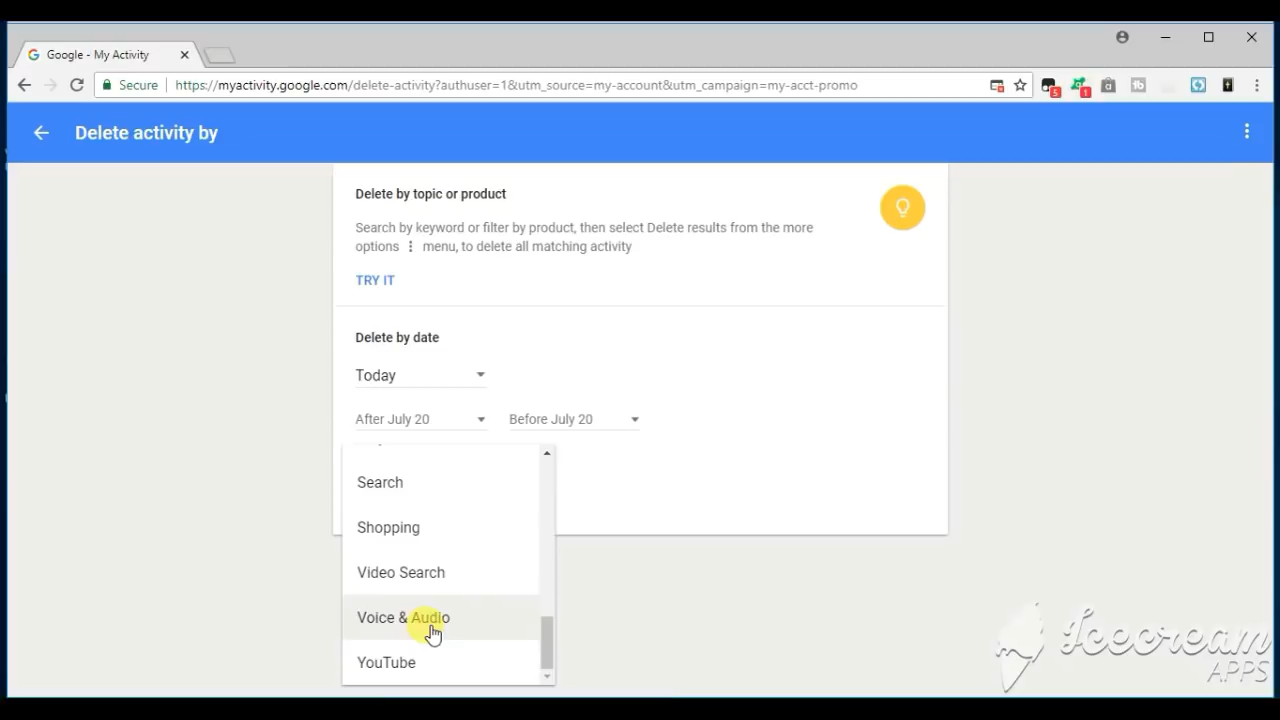 Google - My Activity
Secure
https://myactivity.google.com/delete-activity?authuser=1&utm_source=my-account&utm_campaign=my-acct-promo
5
1
Delete activity by
Delete by topic or product
Search by keyword or filter by product, then select Delete results from the more
options menu, to delete all matching activity
TRY IT
Delete by date
Today
After July 20
Before July 20
Search
Shopping
Video Search
Voice & Audio
YouTube
Icecream
APPS